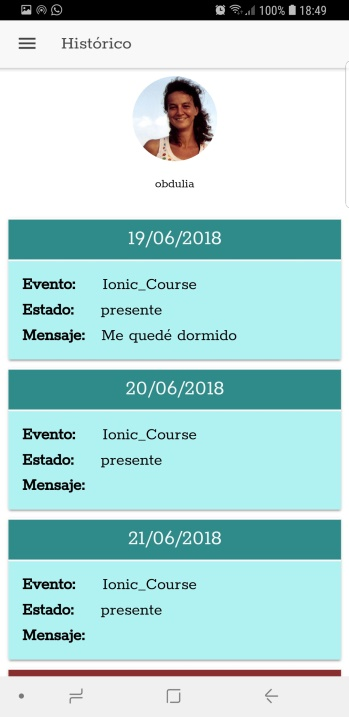 100% 18:49
Histórico
obdulia
19/06/2018
Evento: Ionic_Course
Estado: presente
Mensaje: Me quedé dormido
20/06/2018
Evento: Ionic_Course
Estado: presente
Mensaje:
21/06/2018
Evento: Ionic_Course
Estado: presente
Mensaje: